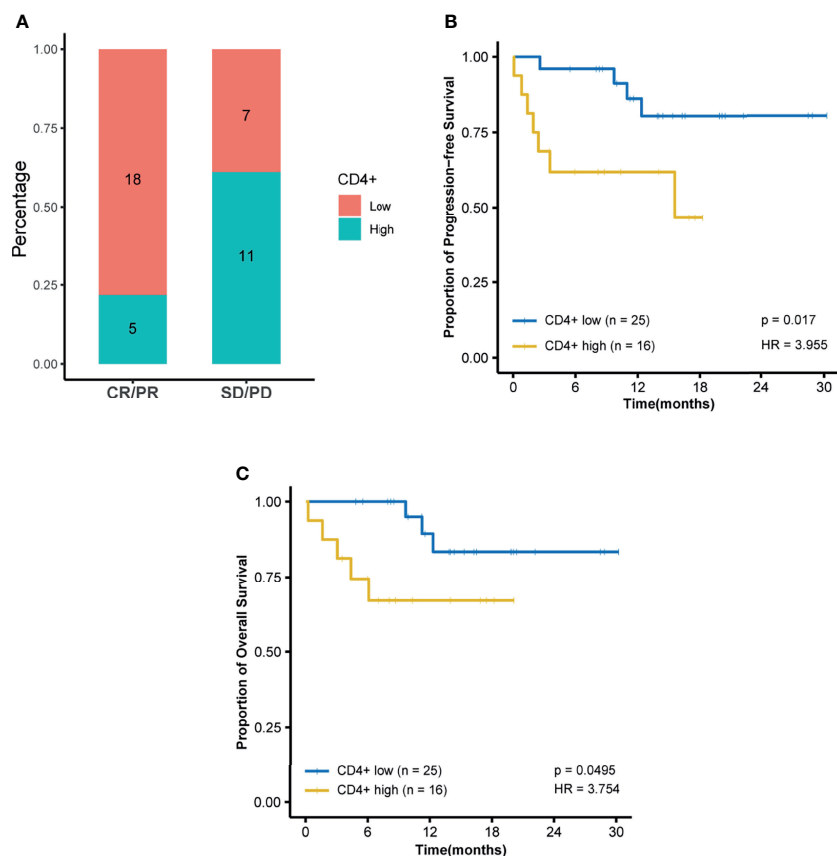 A
Percentage
1.00
0.75
0.50
0.25
0.00
18
5
7
11
CR/PR
SD/PD
CD4+
Low
High
B
Proportion of Progression-free Survival
1.00
0.75
0.50
0.25
0.00
CD4+ low (n = 25)
p = 0.017
CD4+ high (n = 16)
HR = 3.955
0 6 12 18 24 30
Time(months)
C
Proportion of Overall Survival
1.00
0.75
0.50
0.25
0.00
CD4+ low (n = 25)
p = 0.0495
CD4+ high (n = 16)
HR = 3.754
0 6 12 18 24 30
Time(months)